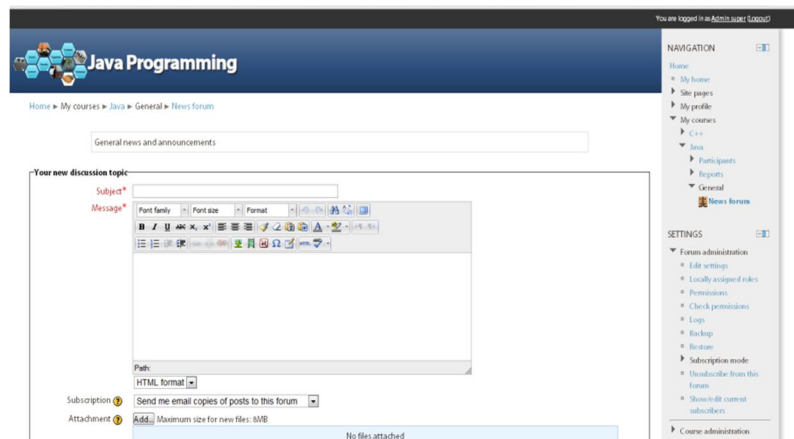 You are logged in as Admin super (Logout)
Java Programming
Home ► My courses ► Java ► General ► News forum
General news and announcements
Your new discussion topic
Subject*
Message*
Font family
Font size
Format
B I U ABC X₂ X²
HTML
Path:
HTML format
Subscription
Send me email copies of posts to this forum
Attachment
Add... Maximum size for new files: 8MB
No files attached
NAVIGATION
Home
My home
Site pages
My profile
My courses
C++
Java
Participants
Reports
General
News forum
SETTINGS
Forum administration
Edit settings
Locally assigned roles
Permissions
Check permissions
Logs
Backup
Restore
Subscription mode
Unsubscribe from this
forum
Show/edit current
subscribers
Course administration